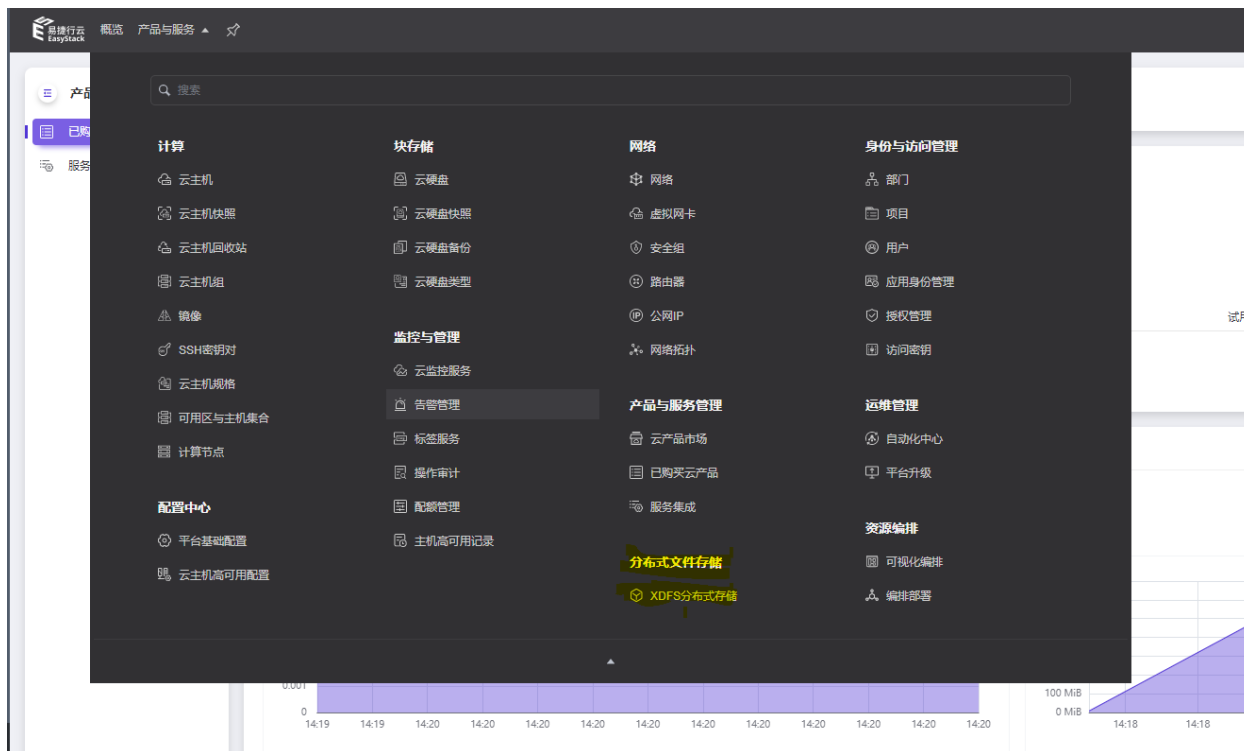 易捷行云
EasyStack
概览 产品与服务
搜索
产品
已购
服务
计算
云主机
云主机快照
云主机回收站
云主机组
镜像
SSH密钥对
云主机规格
可用区与主机集合
计算节点
配置中心
平台基础配置
云主机高可用配置
块存储
云硬盘
云硬盘快照
云硬盘备份
云硬盘类型
监控与管理
云监控服务
告警管理
标签服务
操作审计
配额管理
主机高可用记录
网络
网络
虚拟网卡
安全组
路由器
公网IP
网络拓扑
产品与服务管理
云产品市场
已购买云产品
服务集成
分布式文件存储
XDFS分布式存储
身份与访问管理
部门
项目
用户
应用身份管理
授权管理
访问密钥
运维管理
自动化中心
平台升级
资源编排
可视化编排
编排部署
试用
0.001
0
14:19 14:19 14:20 14:20 14:20 14:20 14:20 14:20 14:20 14:20 14:20 14:20 14:20
100 MiB
0 MiB
14:18 14:18